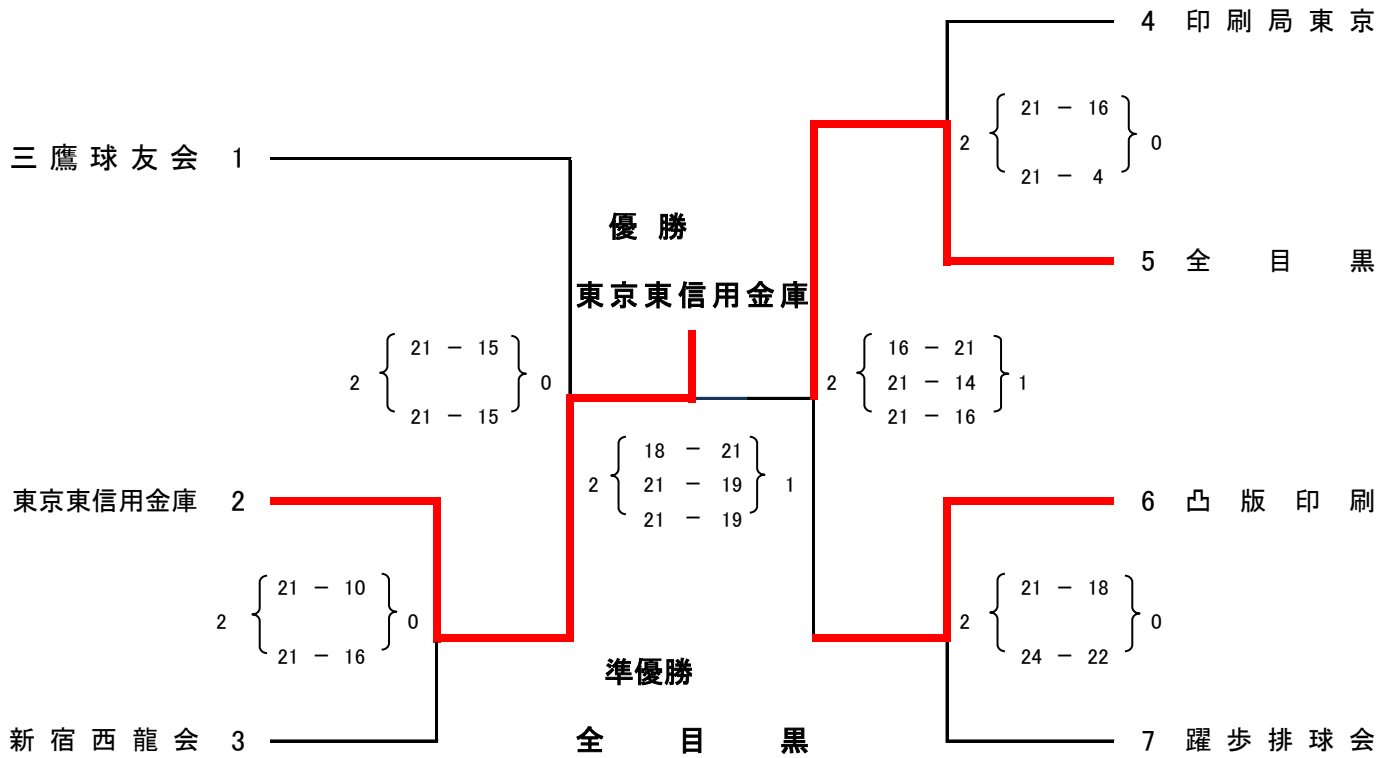 4 印刷局東京
2 21 － 16 0
21 － 4
三鷹球友会 1
優勝
5 全目黒
東京東信用金庫
2 21 － 15 0
21 － 15
2 16 － 21 1
21 － 14
21 － 16
2 18 － 21 1
21 － 19
21 － 19
東京東信用金庫 2
6 凸版印刷
2 21 － 10 0
21 － 16
2 21 － 18 0
24 － 22
準優勝
新宿西龍会 3
全目黒
7 躍歩排球会